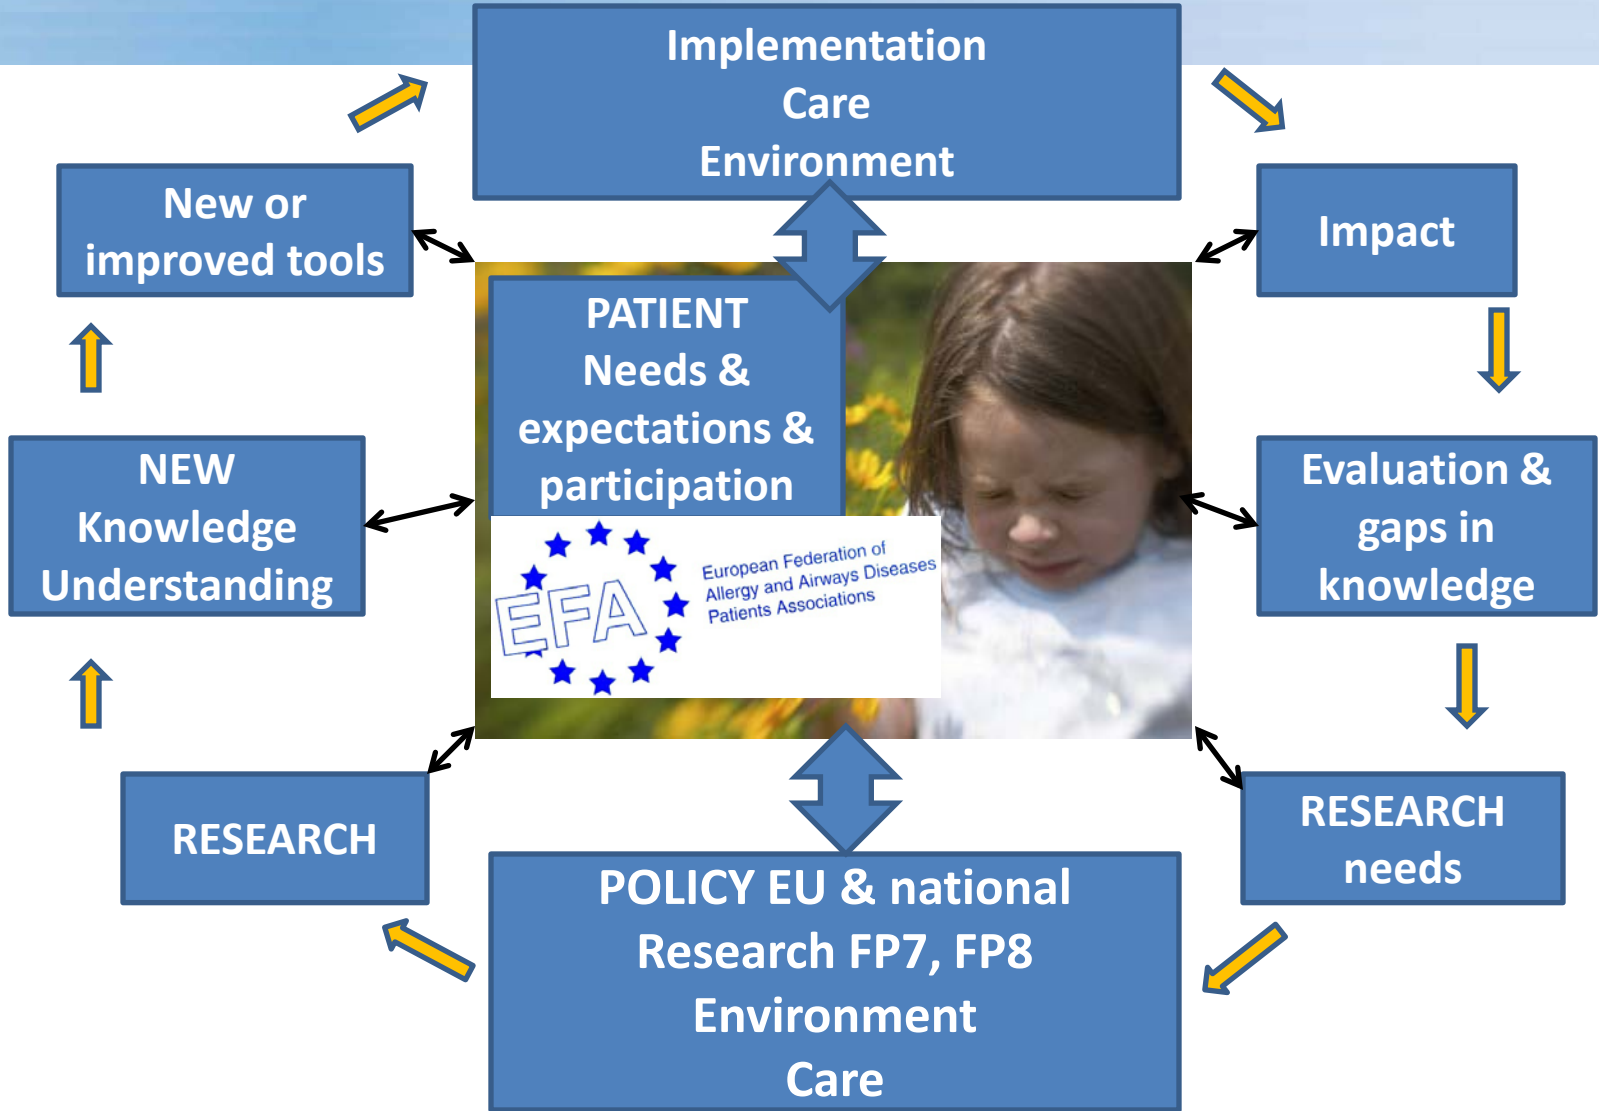 Implementation
Care
Environment
New or
improved tools
Impact
PATIENT
Needs &
expectations &
participation
NEW
Knowledge
Understanding
Evaluation &
gaps in
knowledge
EFA
European Federation of
Allergy and Airways Diseases
Patients Associations
RESEARCH
RESEARCH
needs
POLICY EU & national
Research FP7, FP8
Environment
Care